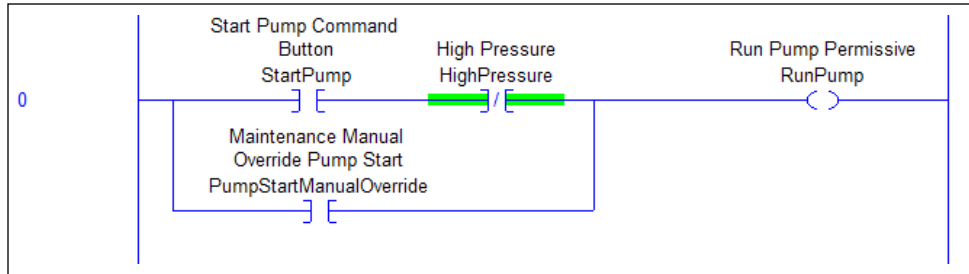 Start Pump Command
Button
StartPump
High Pressure
HighPressure
Run Pump Permissive
RunPump
0
Maintenance Manual
Override Pump Start
PumpStartManualOverride